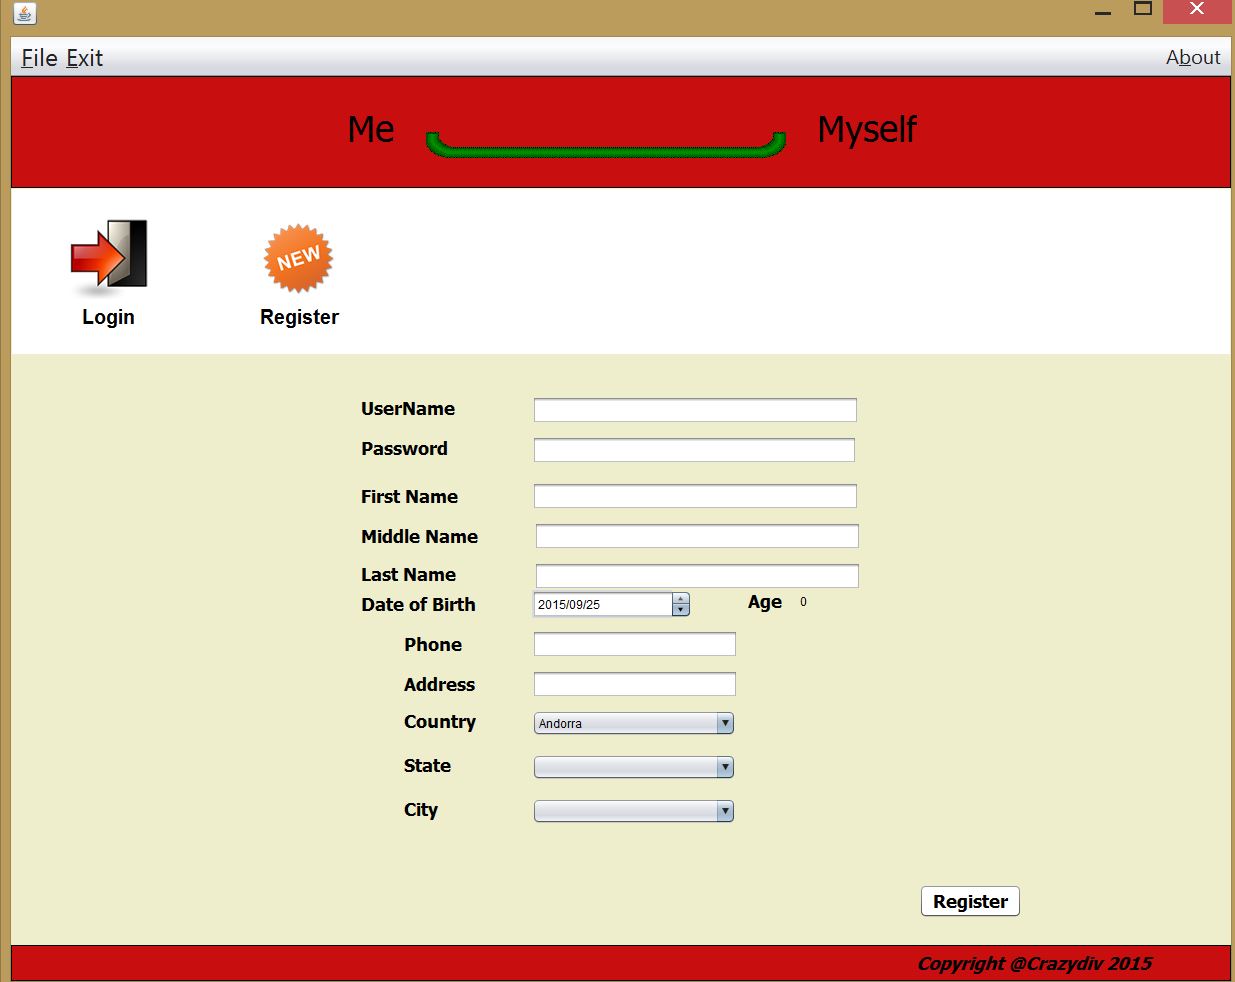 File Exit About
Me Myself
NEW
Login Register
UserName
Password
First Name
Middle Name
Last Name
Date of Birth 2015/09/25 Age 0
Phone
Address
Country Andorra
State
City
Register
Copyright @Crazydiv 2015